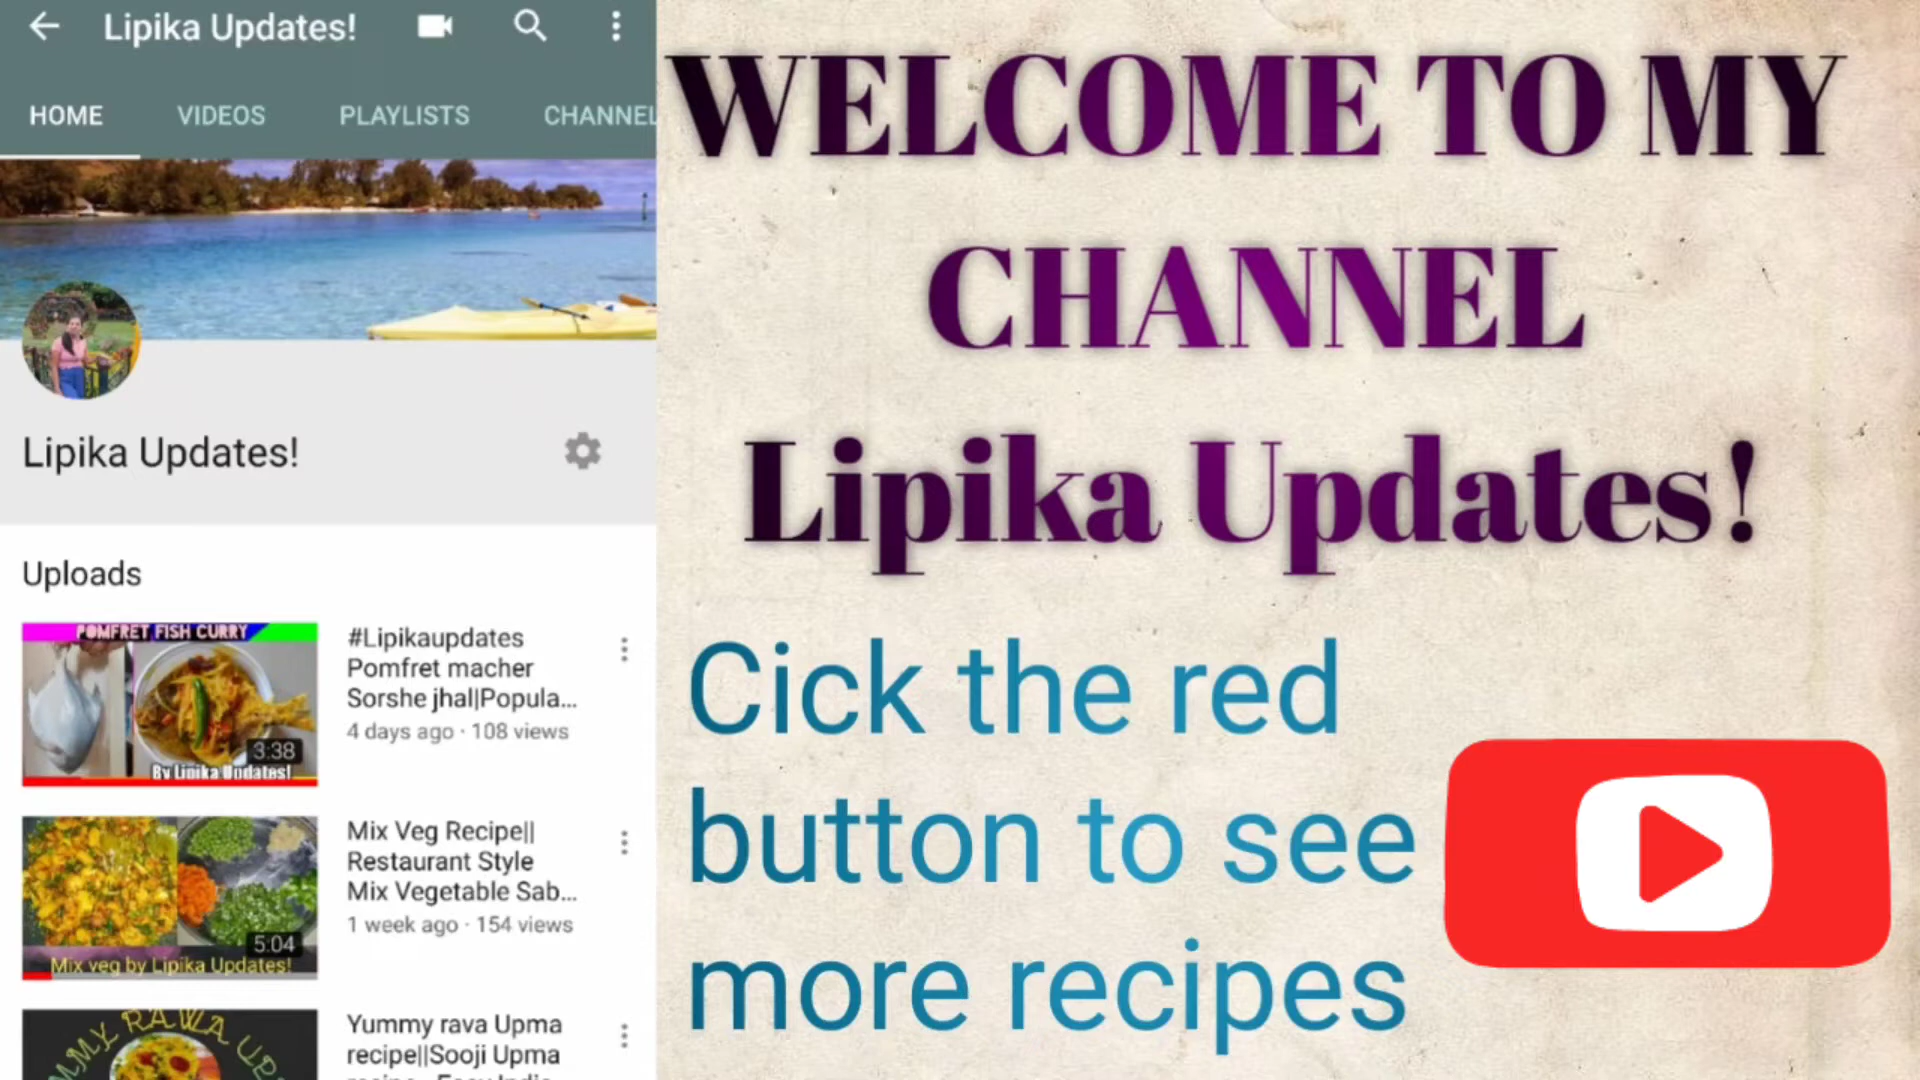 Lipika Updates!
HOME VIDEOS PLAYLISTS CHANNEL
Lipika Updates!
Uploads
POMFRET FISH CURRY
3:38
By Lipika Updates!
#Lipikaupdates
Pomfret macher
Sorshe jhal||Popula...
4 days ago · 108 views
5:04
Mix veg by Lipika Updates!
Mix Veg Recipe||
Restaurant Style
Mix Vegetable Sab...
1 week ago · 154 views
RAWA
Yummy rava Upma
recipe||Sooji Upma
WELCOME TO MY
CHANNEL
Lipika Updates!
Cick the red
button to see
more recipes